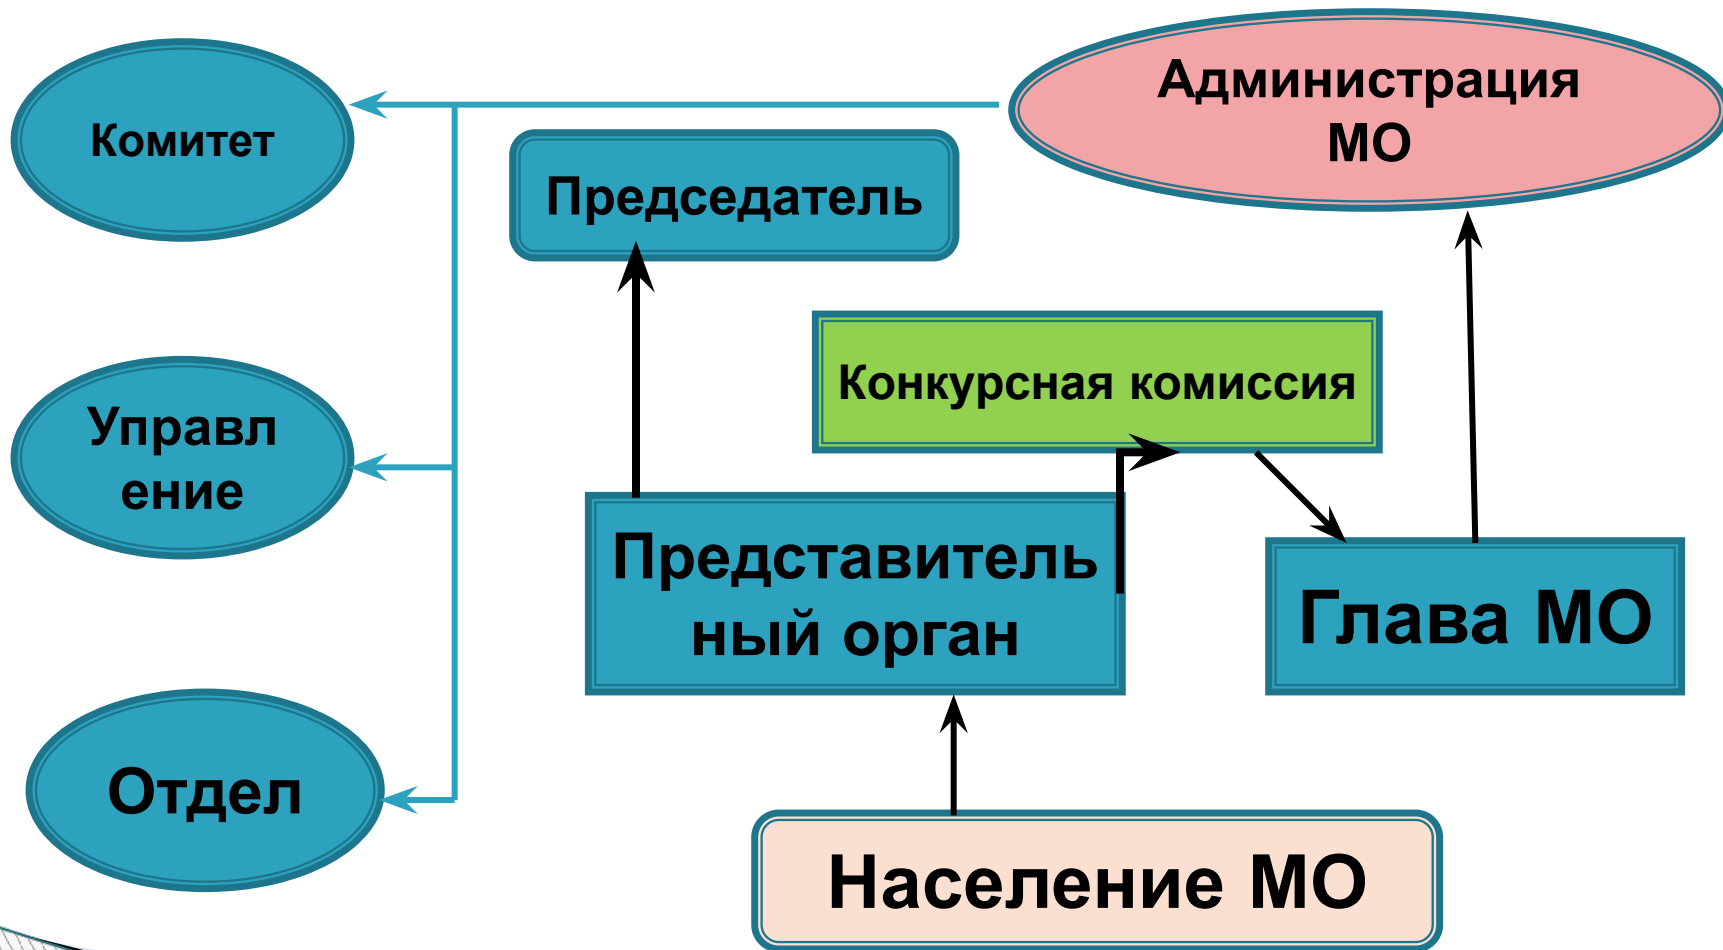 Администрация
МО
Комитет
Председатель
Конкурсная комиссия
Управл
ение
Представитель
ный орган
Глава МО
Отдел
Население МО